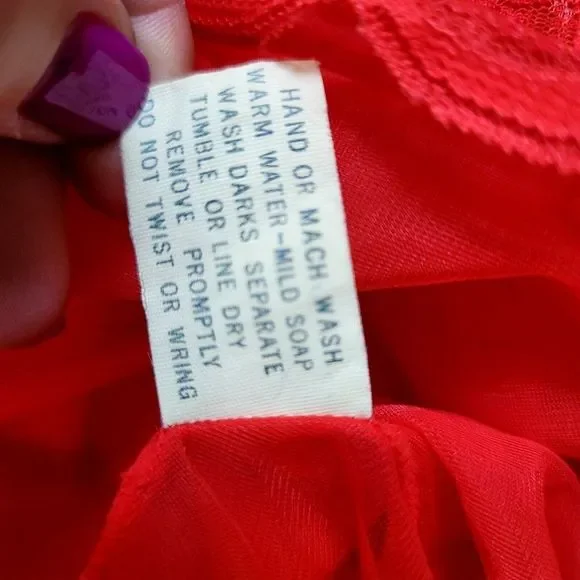 HAND OR MACH WASH
WARM WATER-MILD SOAP
WASH DARKS SEPARATE
TUMBLE OR LINE DRY
REMOVE PROMPTLY
DO NOT TWIST OR WRING